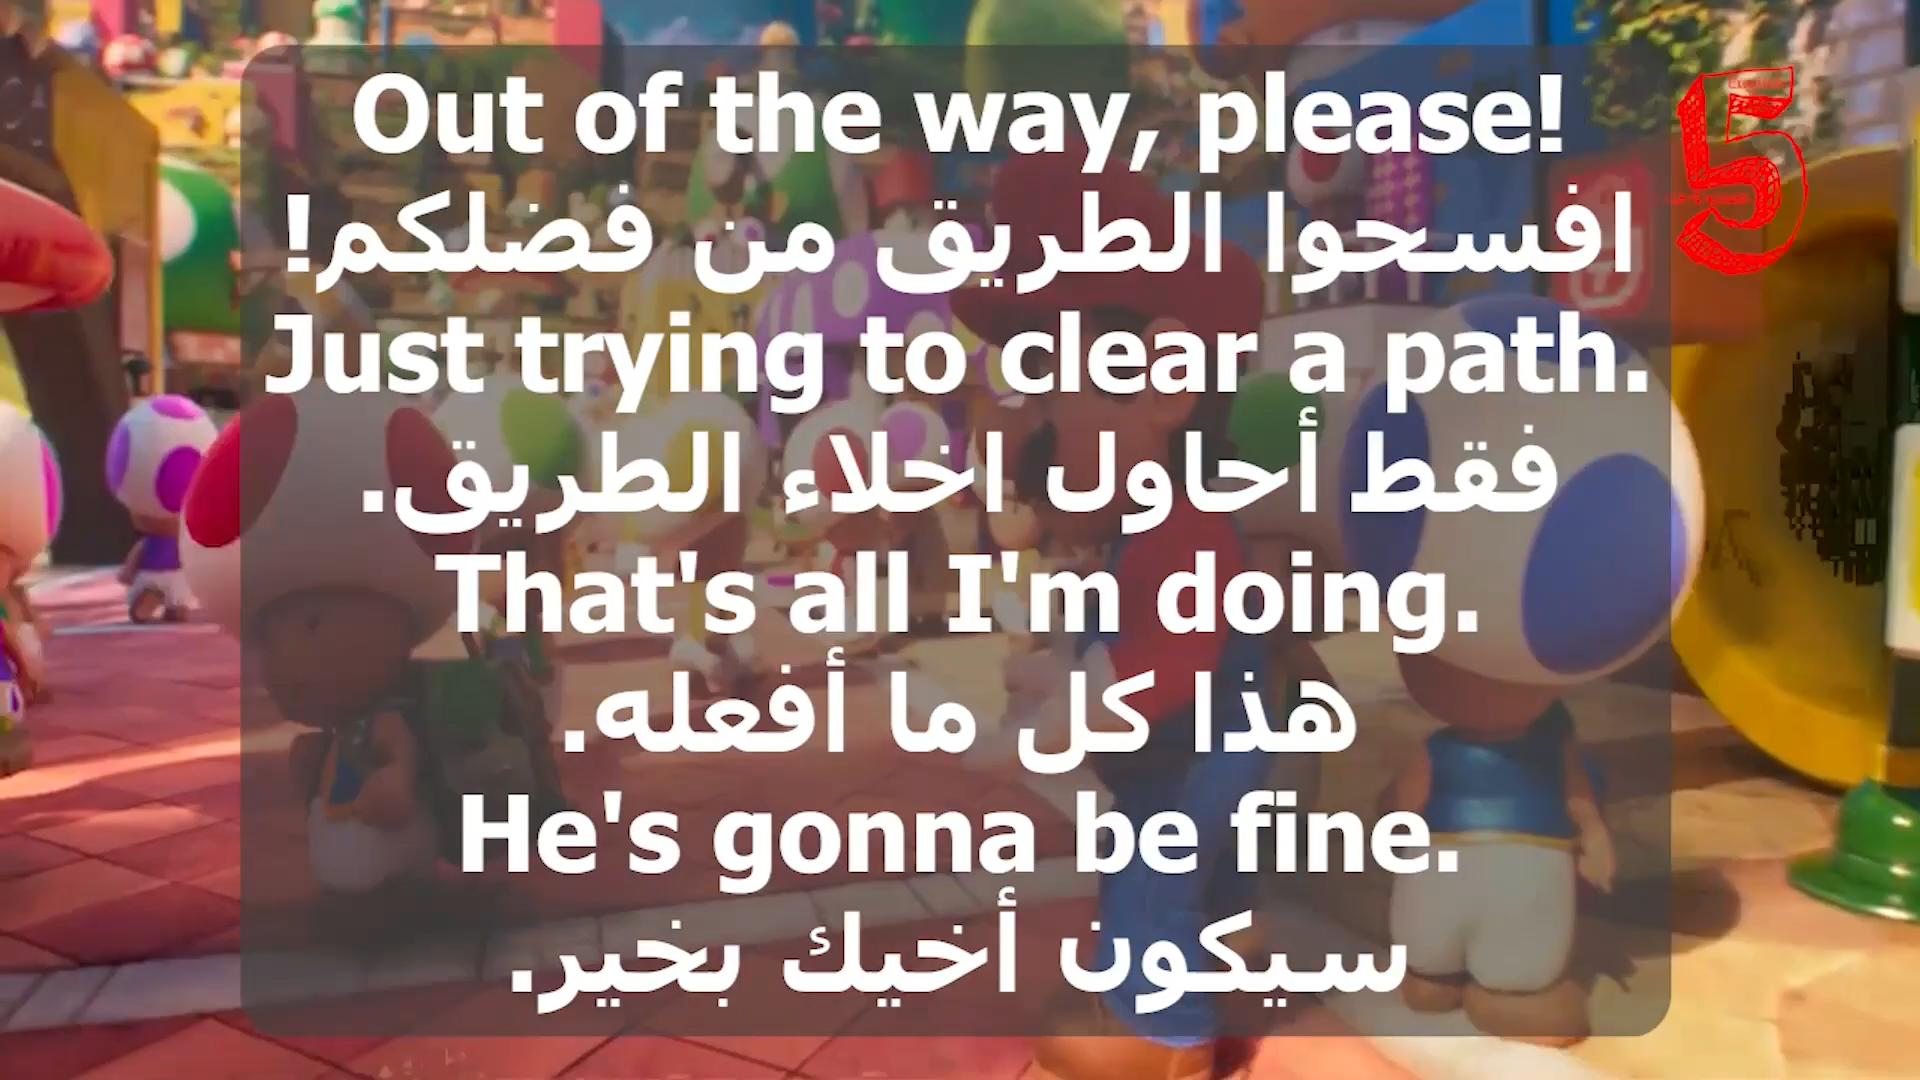 Out of the way, please!
5
افسحوا الطريق من فضلكم!
Just trying to clear a path.
فقط أحاول اخلاء الطريق.
That's all I'm doing.
هذا كل ما أفعله.
He's gonna be fine.
سيكون أخيك بخير.